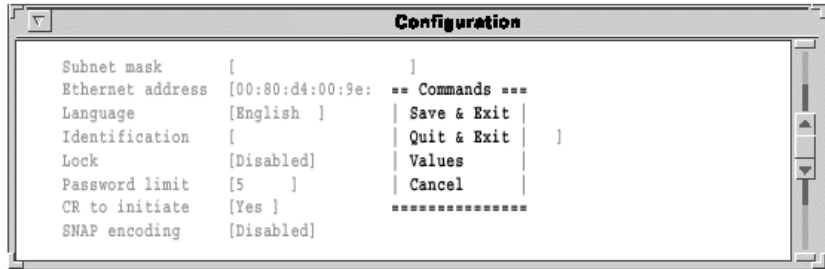 Configuration
Subnet mask [ ]
Ethernet address [00:80:d4:00:9e: == Commands ===
Language [English ] | Save & Exit |
Identification [ | Quit & Exit | ]
Lock [Disabled] | Values |
Password limit [5 ] | Cancel |
CR to initiate [Yes ] ===============
SNAP encoding [Disabled]